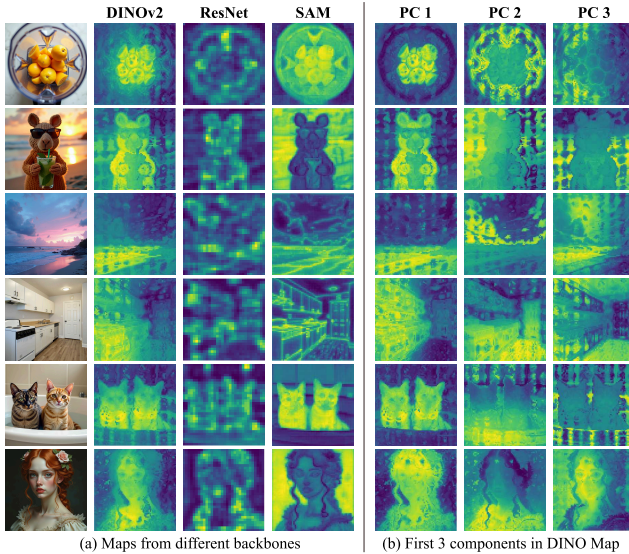 DINOv2 ResNet SAM PC 1 PC 2 PC 3
(a) Maps from different backbones (b) First 3 components in DINO Map